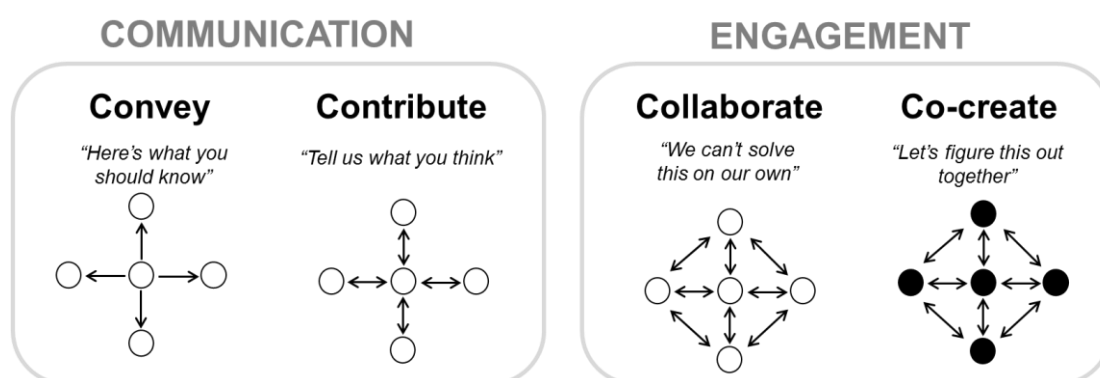 COMMUNICATION
Convey
“Here’s what you
should know”
Contribute
“Tell us what you think”
ENGAGEMENT
Collaborate
“We can’t solve
this on our own”
Co-create
“Let’s figure this out
together”